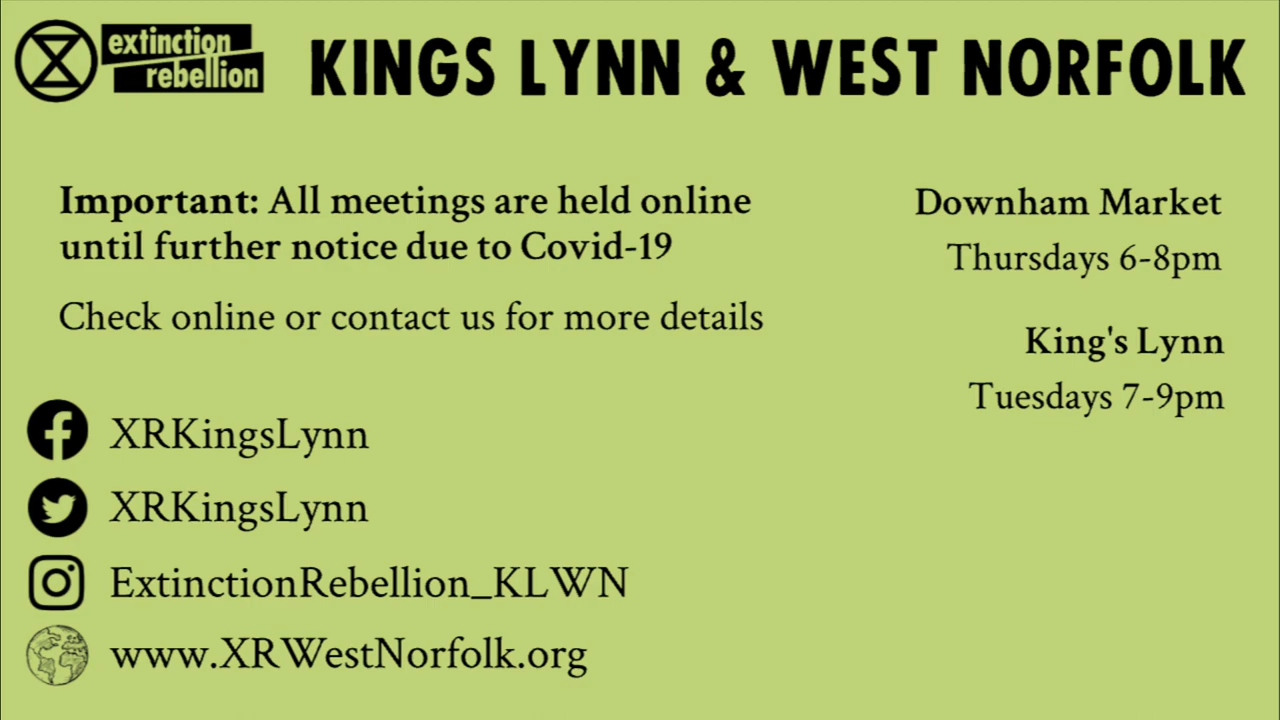 extinction
rebellion
KINGS LYNN & WEST NORFOLK
Important: All meetings are held online
until further notice due to Covid-19
Check online or contact us for more details
Downham Market
Thursdays 6-8pm
King's Lynn
Tuesdays 7-9pm
XRKingsLynn
XRKingsLynn
ExtinctionRebellion_KLWN
www.XRWestNorfolk.org